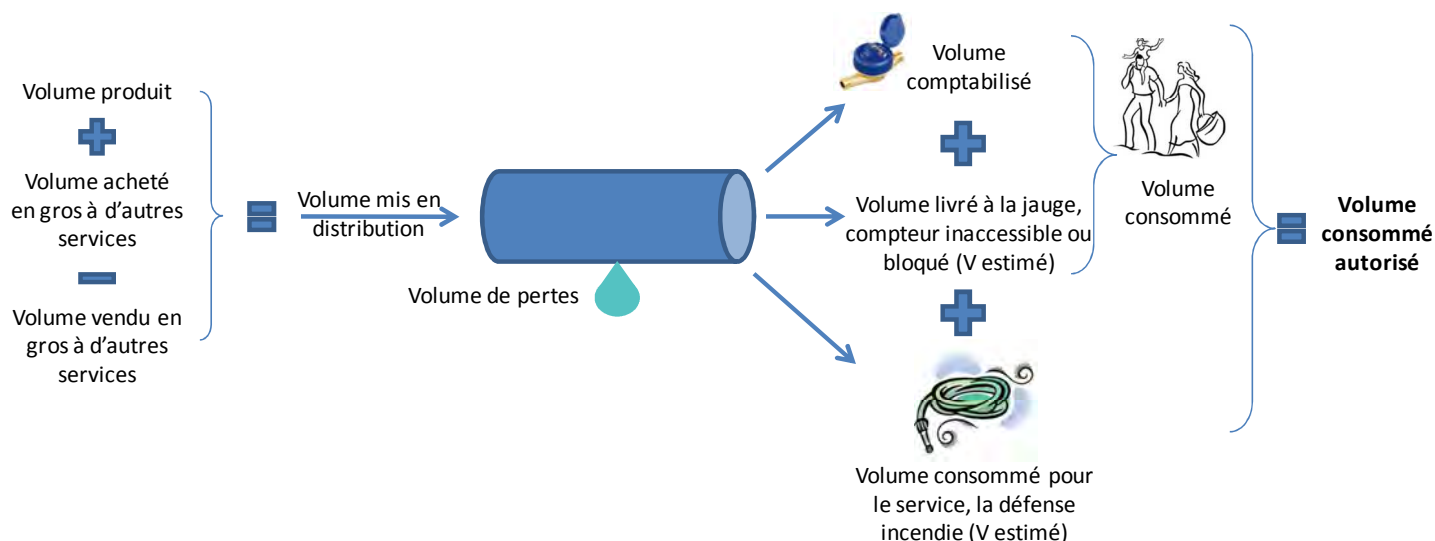 Volume produit
Volume acheté
en gros à d'autres
services
Volume vendu en
gros à d'autres
services
Volume mis en
distribution
Volume de pertes
Volume
comptabilisé
Volume livré à la jauge,
compteur inaccessible ou
bloqué (V estimé)
Volume consommé pour
le service, la défense
incendie (V estimé)
Volume
consommé
Volume
consommé
autorisé